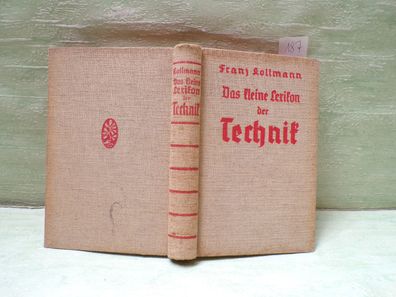 Kollmann
Das kleine
Lexikon
der
Technik
187
Franz Kollmann
Das kleine Lexikon
der
Technik